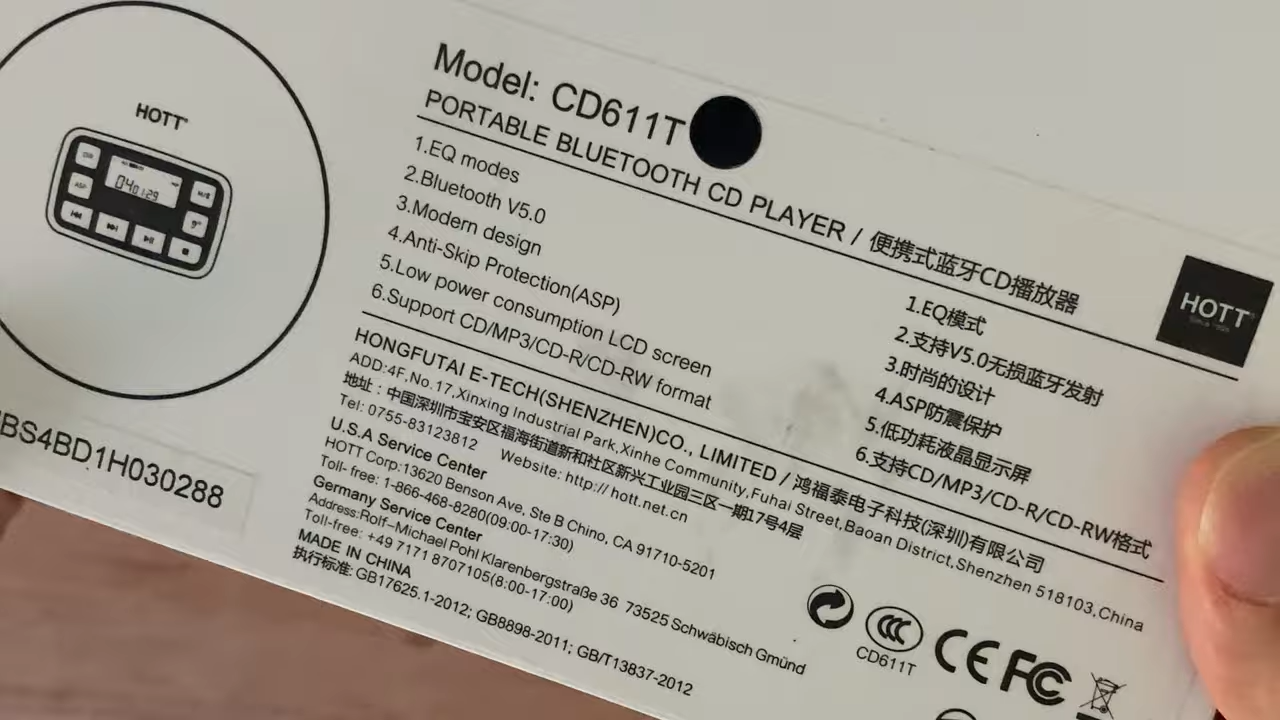 HOTT
0401:29
ASP
BS4BD1H030288
Model: CD611T
PORTABLE BLUETOOTH CD PLAYER / 便携式蓝牙CD播放器
1.EQ modes
2.Bluetooth V5.0
3.Modern design
4.Anti-Skip Protection(ASP)
5.Low power consumption LCD screen
6.Support CD/MP3/CD-R/CD-RW format
1.EQ模式
2.支持V5.0无损蓝牙发射
3.时尚的设计
4.ASP防震保护
5.低功耗液晶显示屏
6.支持CD/MP3/CD-R/CD-RW格式
HOTT
HONGFUTAI E-TECH(SHENZHEN)CO., LIMITED / 鸿福泰电子科技(深圳)有限公司
ADD:4F,No.17,Xinxing Industrial Park,Xinhe Community,Fuhai Street,Baoan District,Shenzhen 518103,China
地址：中国深圳市宝安区福海街道新和社区新兴工业园三区一期17号4层
Tel: 0755-83123812 Website: http://hott.net.cn
U.S.A Service Center
HOTT Corp:13620 Benson Ave, Ste B Chino, CA 91710-5201
Toll- free: 1-866-468-8280(09:00-17:30)
Germany Service Center
Address:Rolf-Michael Pohl Klarenbergstraße 36 73525 Schwäbisch Gmünd
Toll-free: +49 7171 8707105(8:00-17:00)
MADE IN CHINA
执行标准: GB17625.1-2012; GB8898-2011; GB/T13837-2012
CD611T
CE FC